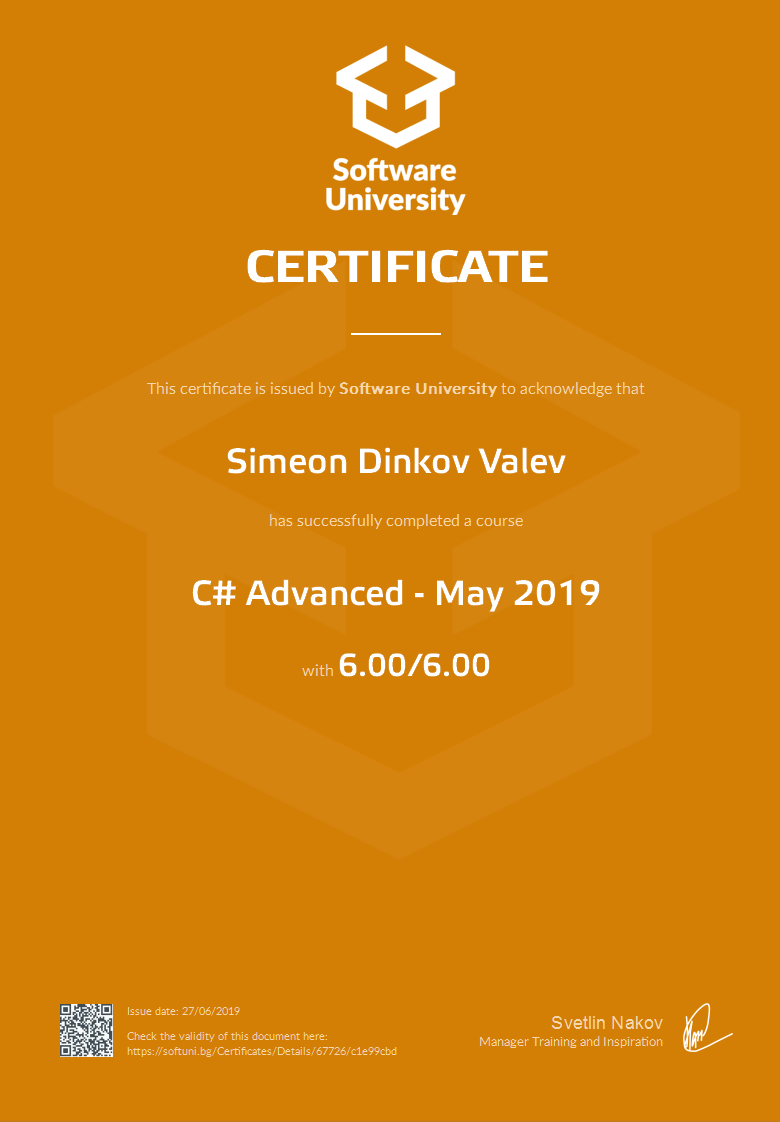 Software
University
CERTIFICATE
This certificate is issued by Software University to acknowledge that
Simeon Dinkov Valev
has successfully completed a course
C# Advanced - May 2019
with 6.00/6.00
Issue date: 27/06/2019
Check the validity of this document here:
https://softuni.bg/Certificates/Details/67726/c1e99cbd
Svetlin Nakov
Manager Training and Inspiration